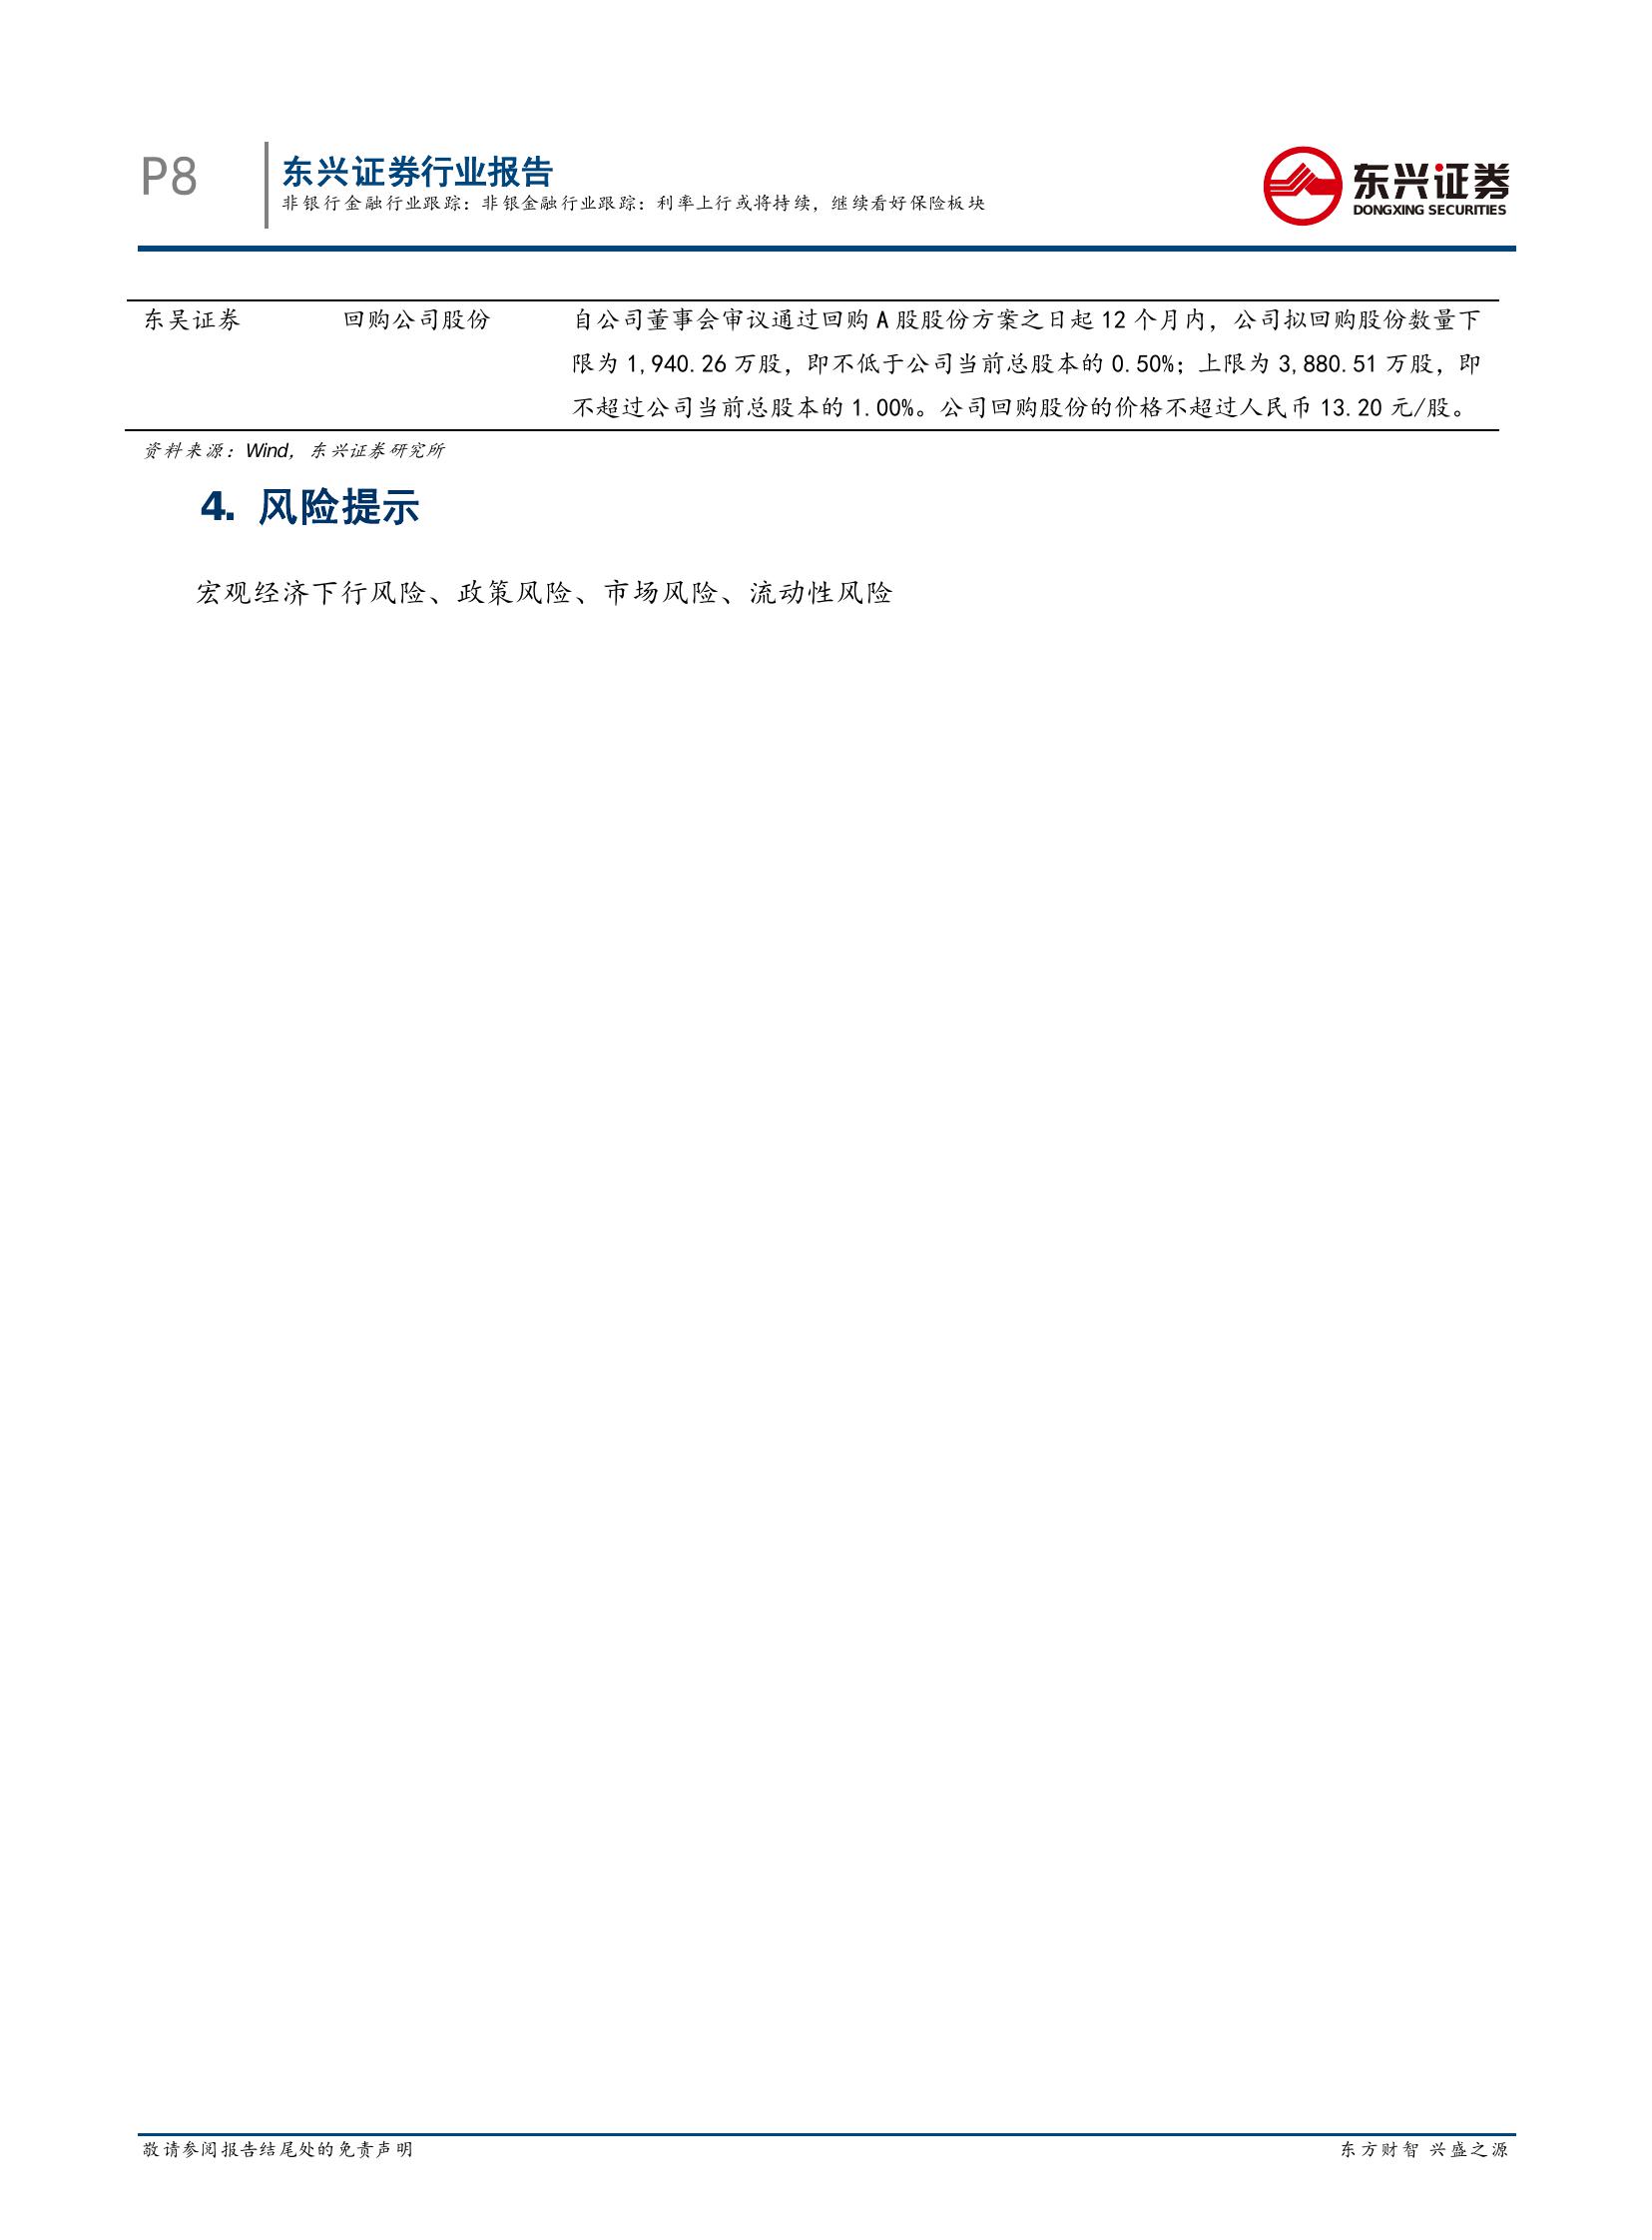 P8
东兴证券行业报告
非银行金融行业跟踪：非银金融行业跟踪：利率上行或将持续，继续看好保险板块
东兴证券
DONGXING SECURITIES
东吴证券 回购公司股份 自公司董事会审议通过回购 A 股股份方案之日起 12 个月内，公司拟回购股份数量下
限为 1,940.26 万股，即不低于公司当前总股本的 0.50%；上限为 3,880.51 万股，即
不超过公司当前总股本的 1.00%。公司回购股份的价格不超过人民币 13.20 元/股。
资料来源：Wind，东兴证券研究所
4. 风险提示
宏观经济下行风险、政策风险、市场风险、流动性风险
敬请参阅报告结尾处的免责声明 东方财智 兴盛之源